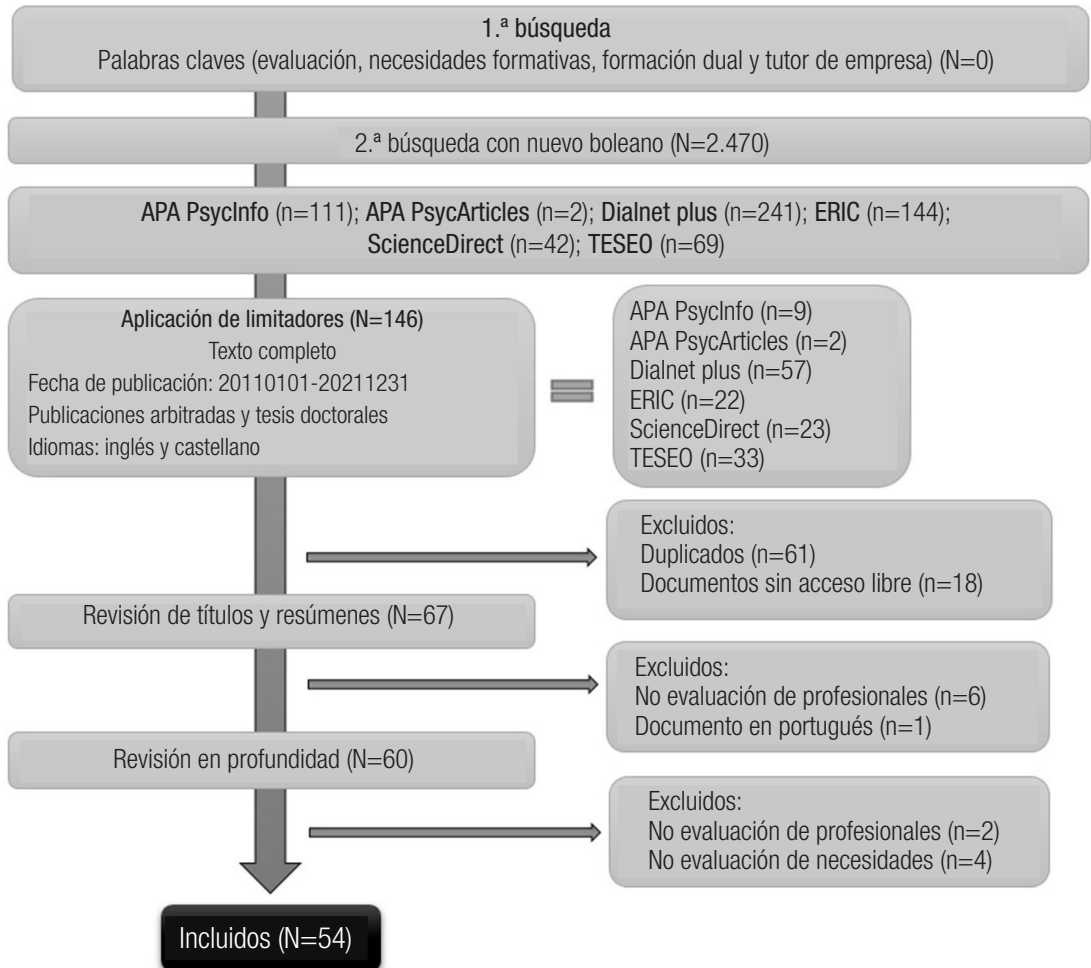 1.ª búsqueda
Palabras claves (evaluación, necesidades formativas, formación dual y tutor de empresa) (N=0)
2.ª búsqueda con nuevo boleano (N=2.470)
APA PsycInfo (n=111); APA PsycArticles (n=2); Dialnet plus (n=241); ERIC (n=144);
ScienceDirect (n=42); TESEO (n=69)
Aplicación de limitadores (N=146)
Texto completo
Fecha de publicación: 20110101-20211231
Publicaciones arbitradas y tesis doctorales
Idiomas: inglés y castellano
APA PsycInfo (n=9)
APA PsycArticles (n=2)
Dialnet plus (n=57)
ERIC (n=22)
ScienceDirect (n=23)
TESEO (n=33)
Excluidos:
Duplicados (n=61)
Documentos sin acceso libre (n=18)
Revisión de títulos y resúmenes (N=67)
Excluidos:
No evaluación de profesionales (n=6)
Documento en portugués (n=1)
Revisión en profundidad (N=60)
Excluidos:
No evaluación de profesionales (n=2)
No evaluación de necesidades (n=4)
Incluidos (N=54)